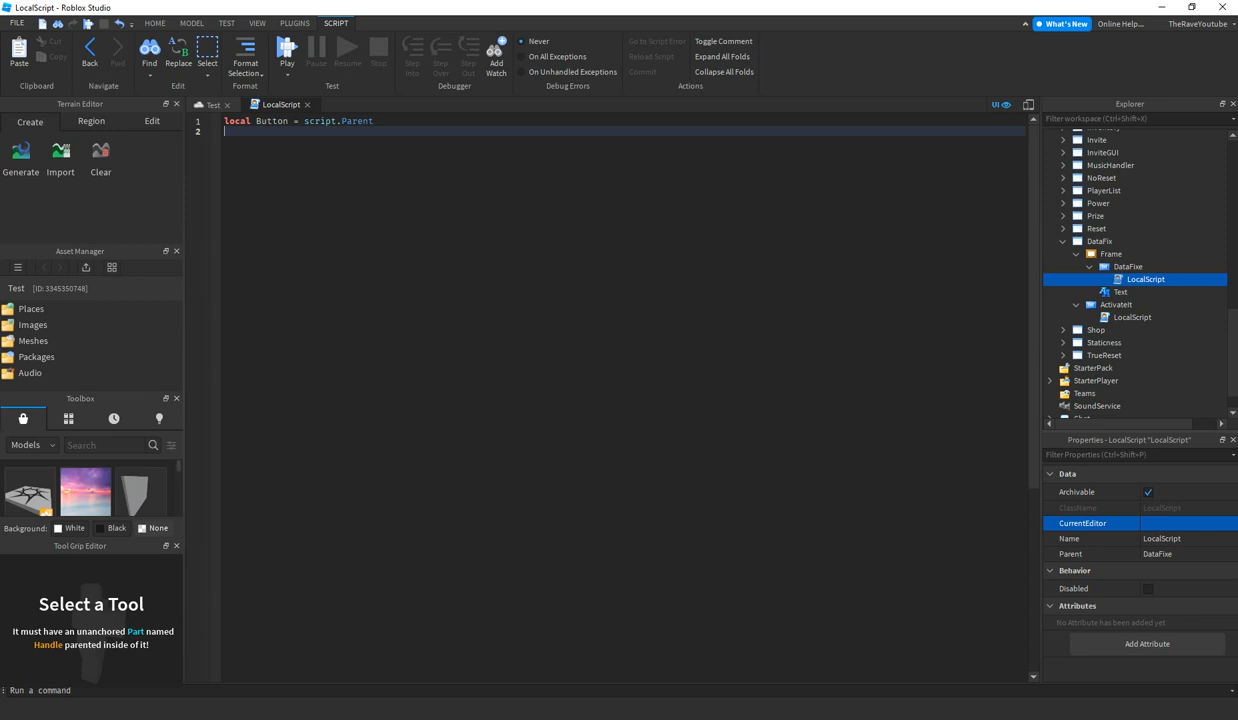 LocalScript - Roblox Studio
FILE HOME MODEL TEST VIEW PLUGINS SCRIPT What's New Online Help... TheRaveYoutube
Paste Cut Copy
Back Fwd
Find Replace Select
Format Selection
Play Pause Resume Stop
Step Into Step Over Step Out Add Watch
Never
On All Exceptions
On Unhandled Exceptions
Go to Script Error
Reload Script
Commit
Toggle Comment
Expand All Folds
Collapse All Folds
Clipboard Navigate Edit Format Test Debugger Debug Errors Actions
Terrain Editor
Create Region Edit
Generate Import Clear
Asset Manager
Test [ID: 3345350748]
Places
Images
Meshes
Packages
Audio
Toolbox
Models Search
Background: White Black None
Tool Grip Editor
Select a Tool
It must have an unanchored Part named
Handle parented inside of it!
Test LocalScript UI
1 local Button = script.Parent
2
Explorer
Filter workspace (Ctrl+Shift+X)
Invite
InviteGUI
MusicHandler
NoReset
PlayerList
Power
Prize
Reset
DataFix
Frame
DataFixe
LocalScript
Text
ActivateIt
LocalScript
Shop
Staticness
TrueReset
StarterPack
StarterPlayer
Teams
SoundService
Properties - LocalScript "LocalScript"
Filter Properties (Ctrl+Shift+P)
Data
Archivable
ClassName LocalScript
CurrentEditor
Name LocalScript
Parent DataFixe
Behavior
Disabled
Attributes
No Attribute has been added yet
Add Attribute
Run a command